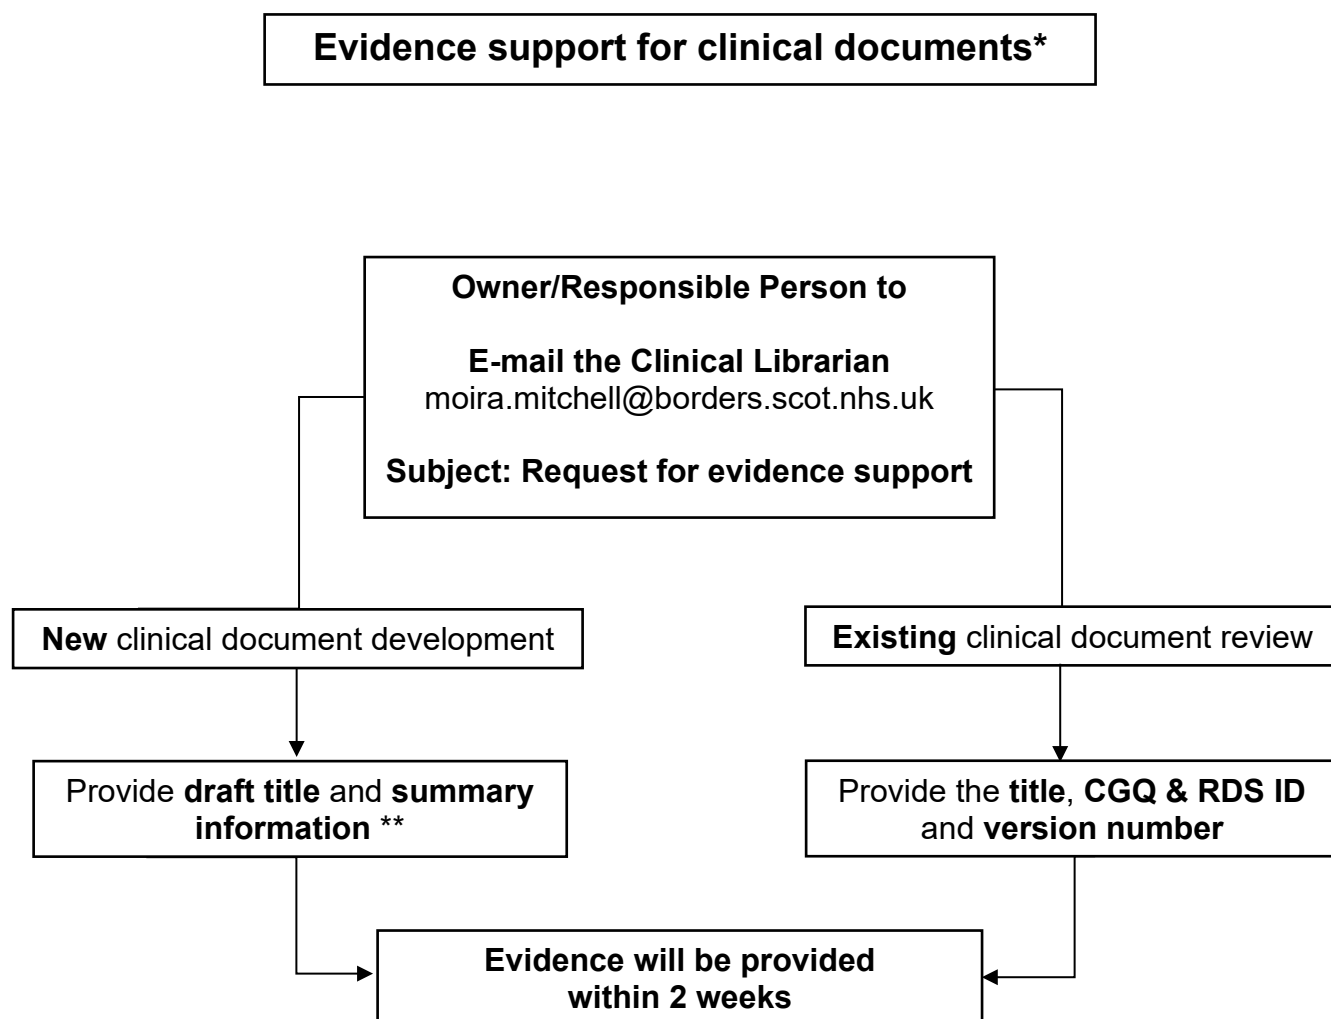 Evidence support for clinical documents*
Owner/Responsible Person to
E-mail the Clinical Librarian
moira.mitchell@borders.scot.nhs.uk
Subject: Request for evidence support
New clinical document development
Existing clinical document review
Provide draft title and summary
information **
Provide the title, CGQ & RDS ID
and version number
Evidence will be provided
within 2 weeks